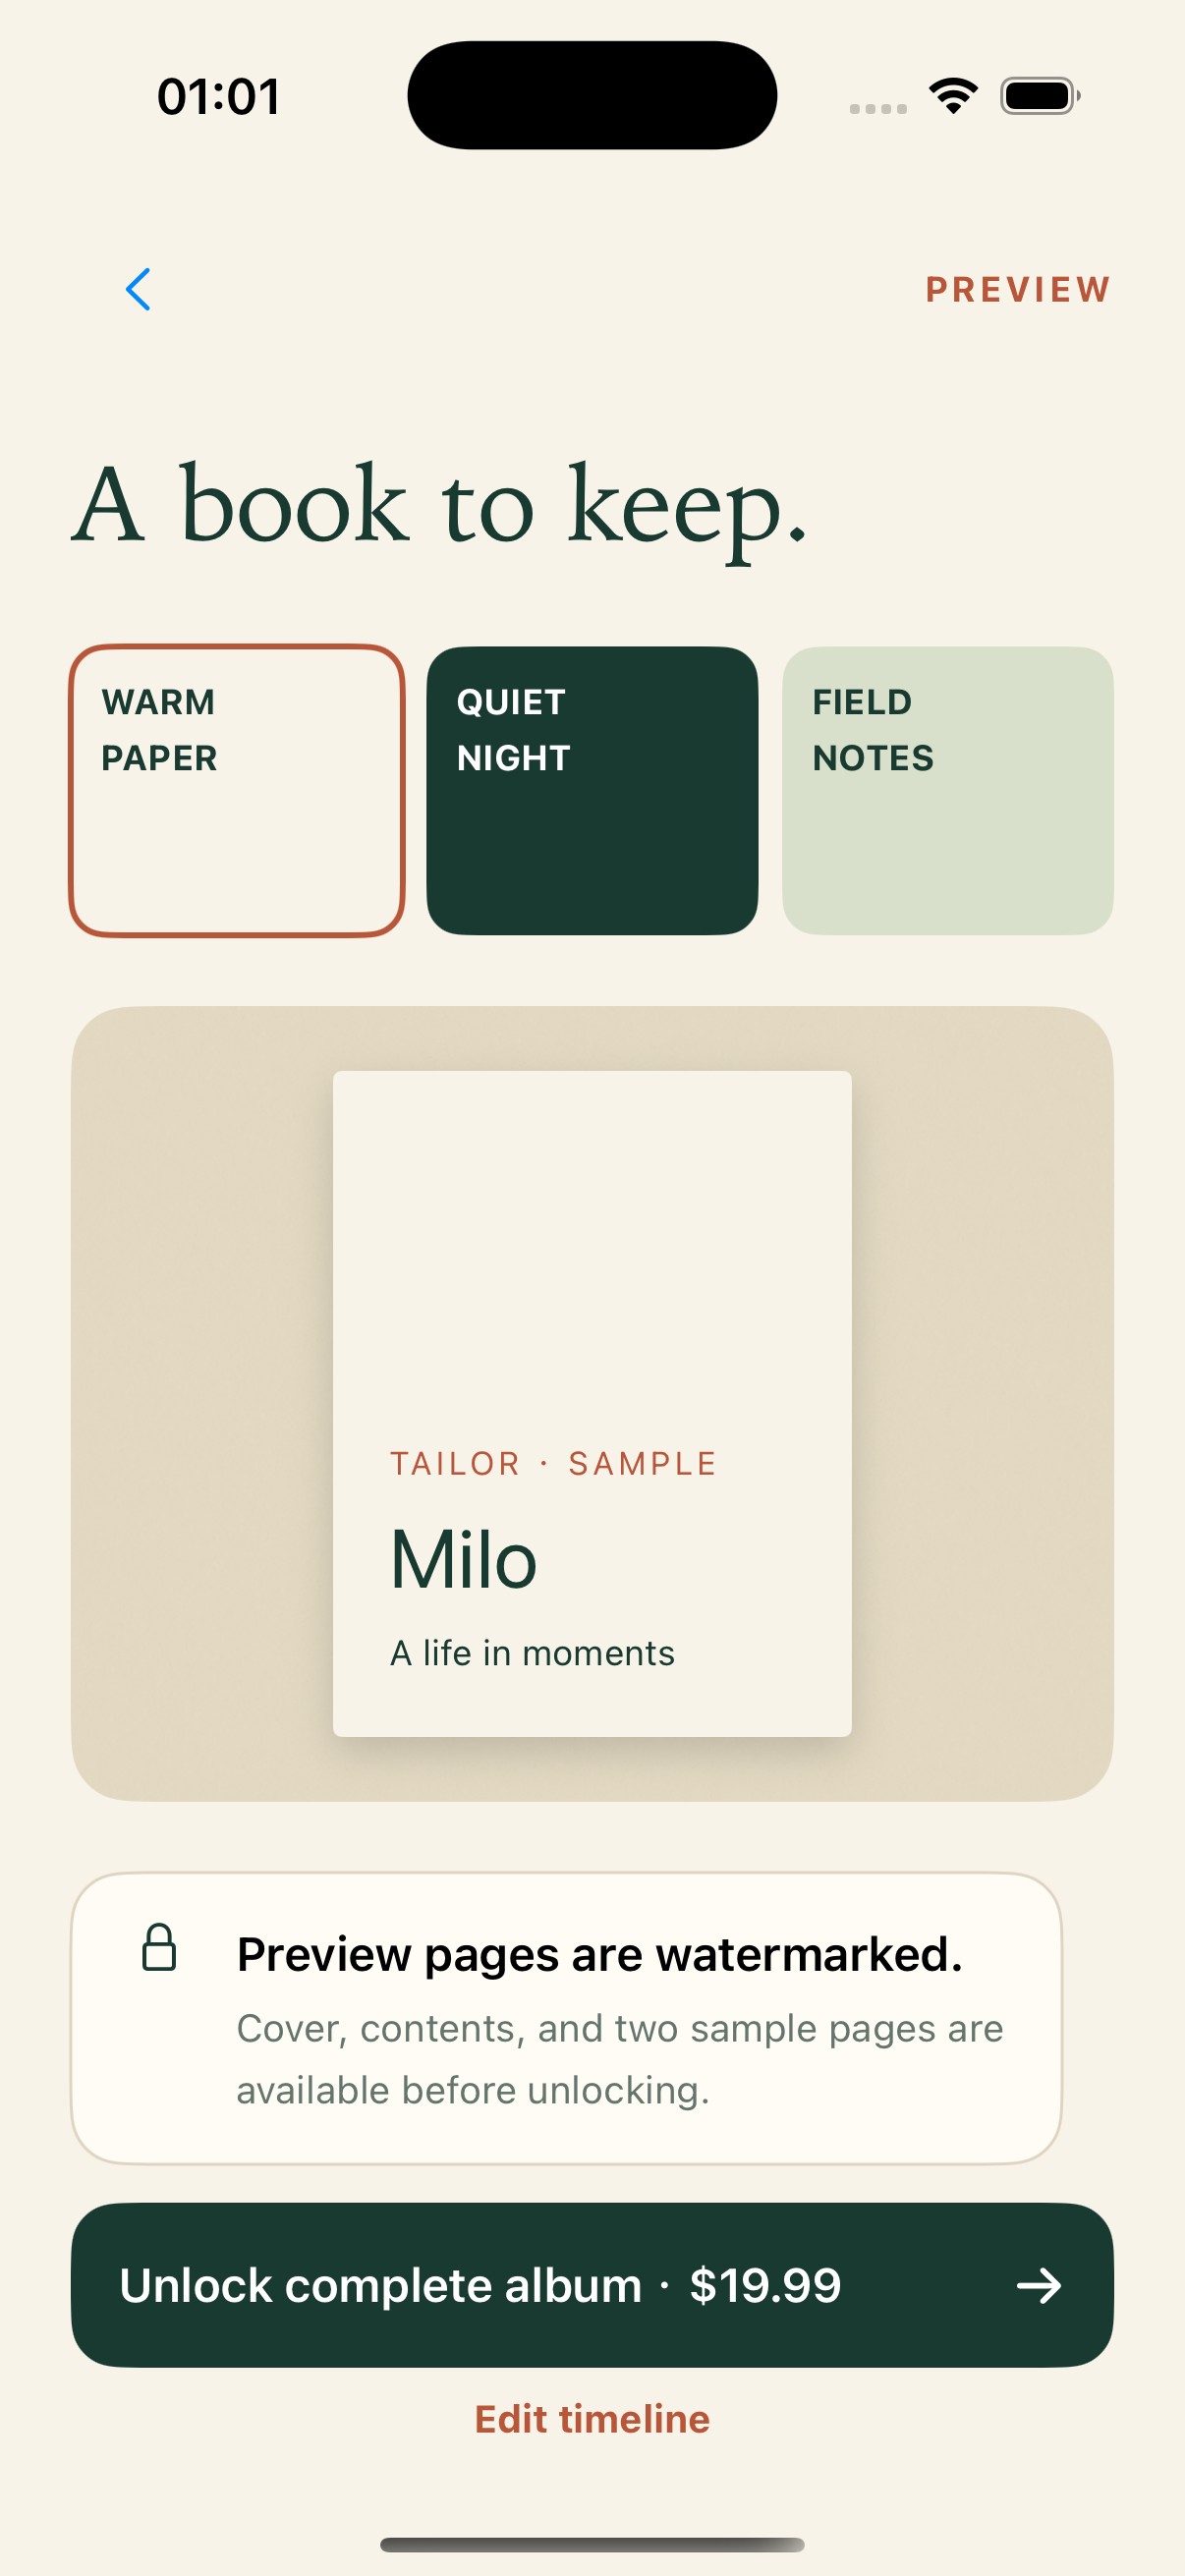 01:01
PREVIEW
A book to keep.
WARM
PAPER
QUIET
NIGHT
FIELD
NOTES
TAILOR · SAMPLE
Milo
A life in moments
Preview pages are watermarked.
Cover, contents, and two sample pages are
available before unlocking.
Unlock complete album · $19.99
Edit timeline